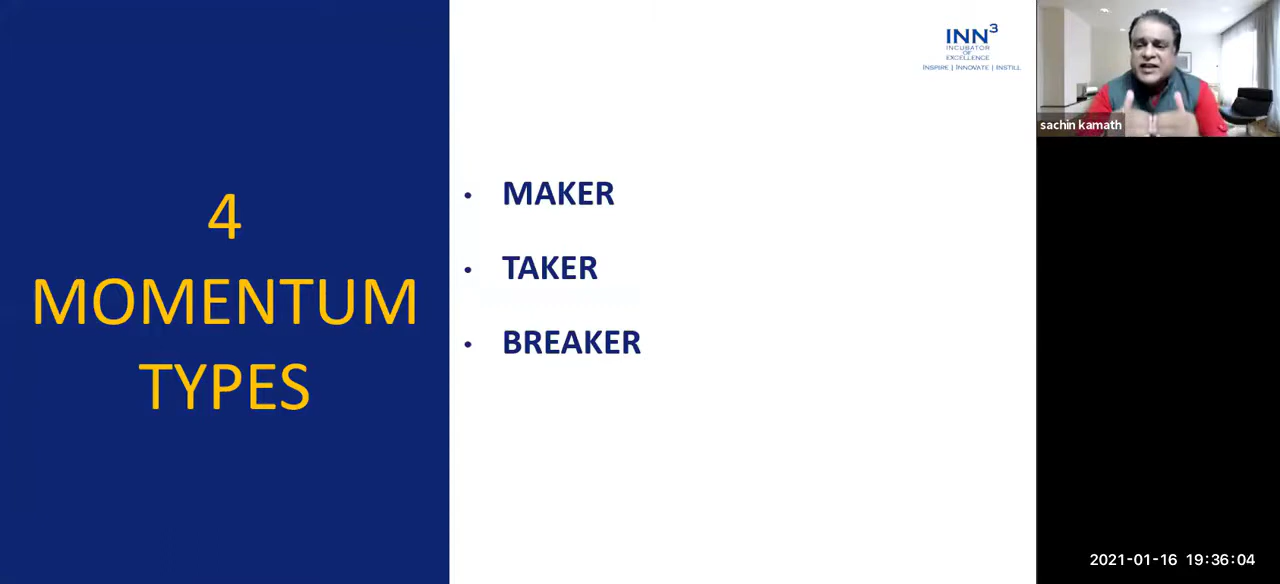 4
MOMENTUM
TYPES
• MAKER
• TAKER
• BREAKER
INN³
INCUBATOR
OF
EXCELLENCE
INSPIRE | INNOVATE | INSTILL
sachin kamath
2021-01-16 19:36:04